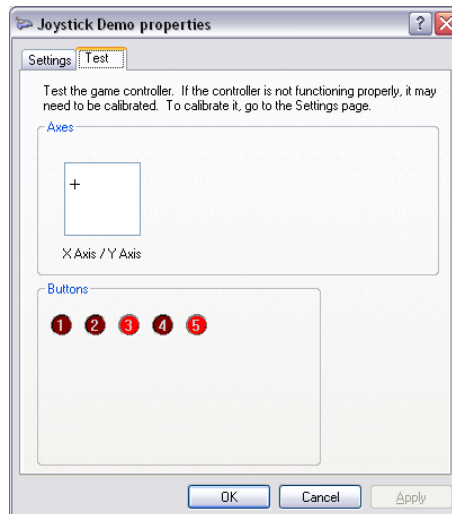 Joystick Demo properties
Settings Test
Test the game controller. If the controller is not functioning properly, it may
need to be calibrated. To calibrate it, go to the Settings page.
Axes
X Axis / Y Axis
Buttons
1 2 3 4 5
OK Cancel Apply